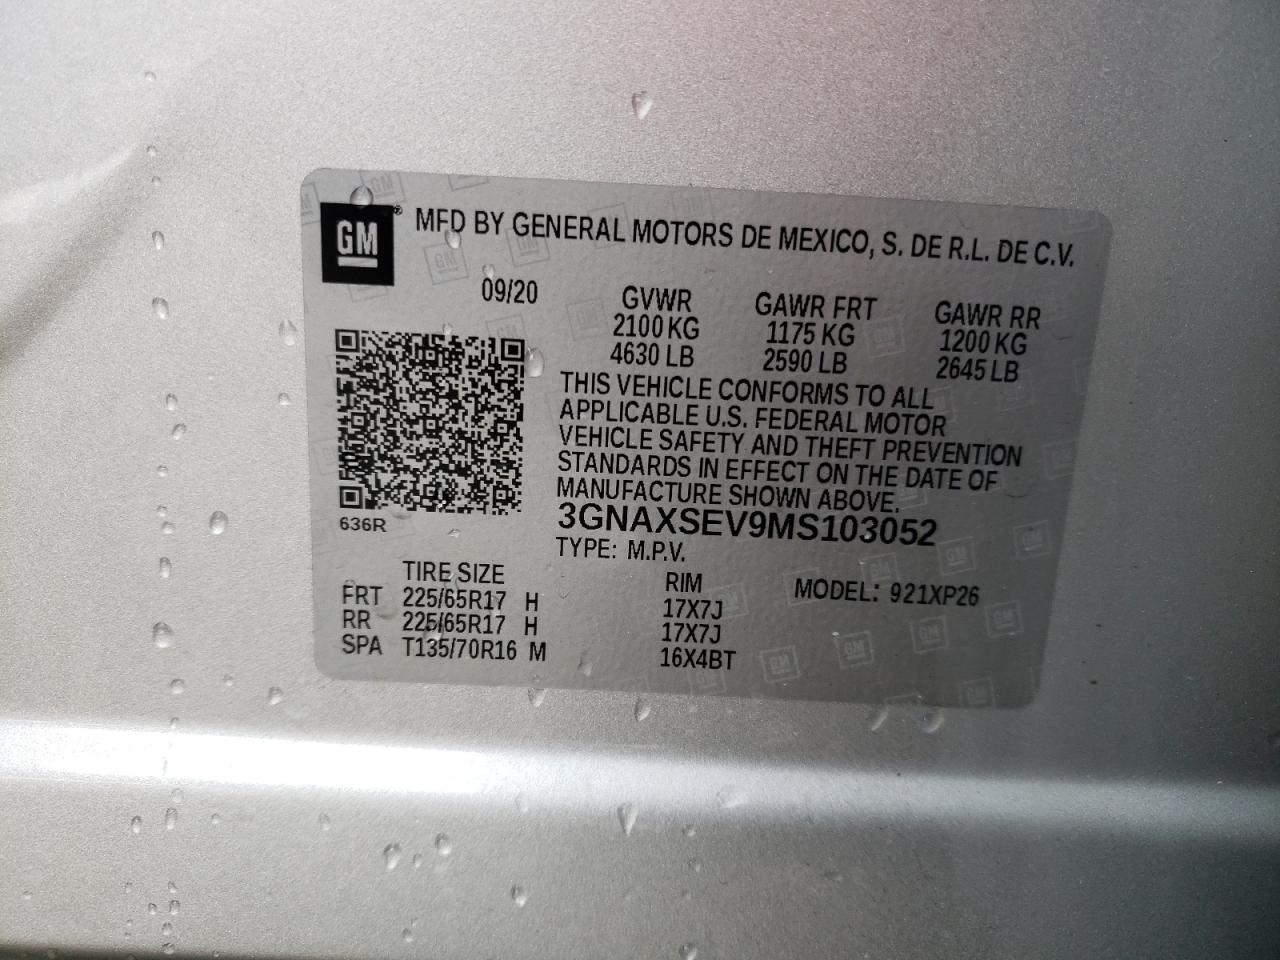 GM ® MFD BY GENERAL MOTORS DE MEXICO, S. DE R.L. DE C.V.
09/20 GVWR GAWR FRT GAWR RR
2100 KG 1175 KG 1200 KG
4630 LB 2590 LB 2645 LB
THIS VEHICLE CONFORMS TO ALL
APPLICABLE U.S. FEDERAL MOTOR
VEHICLE SAFETY AND THEFT PREVENTION
STANDARDS IN EFFECT ON THE DATE OF
MANUFACTURE SHOWN ABOVE.
636R 3GNAXSEV9MS103052
TYPE: M.P.V.
TIRE SIZE RIM MODEL: 921XP26
FRT 225/65R17 H 17X7J
RR 225/65R17 H 17X7J
SPA T135/70R16 M 16X4BT